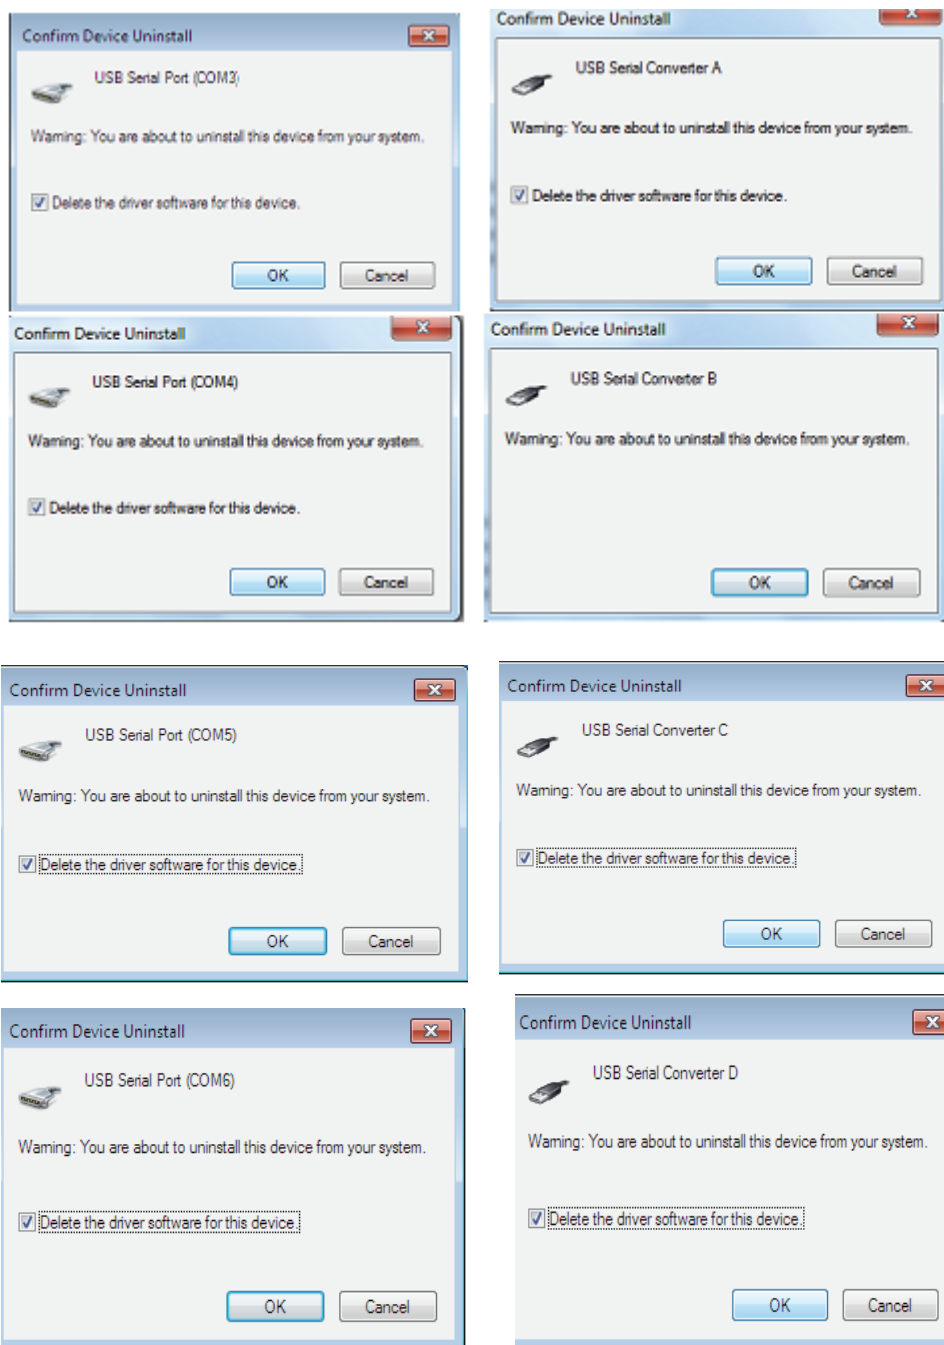 Confirm Device Uninstall
USB Serial Port (COM3)
Warning: You are about to uninstall this device from your system.
Delete the driver software for this device.
OK Cancel
Confirm Device Uninstall
USB Serial Converter A
Warning: You are about to uninstall this device from your system.
Delete the driver software for this device.
OK Cancel
Confirm Device Uninstall
USB Serial Port (COM4)
Warning: You are about to uninstall this device from your system.
Delete the driver software for this device.
OK Cancel
Confirm Device Uninstall
USB Serial Converter B
Warning: You are about to uninstall this device from your system.
OK Cancel
Confirm Device Uninstall
USB Serial Port (COM5)
Warning: You are about to uninstall this device from your system.
Delete the driver software for this device.
OK Cancel
Confirm Device Uninstall
USB Serial Converter C
Warning: You are about to uninstall this device from your system.
Delete the driver software for this device.
OK Cancel
Confirm Device Uninstall
USB Serial Port (COM6)
Warning: You are about to uninstall this device from your system.
Delete the driver software for this device.
OK Cancel
Confirm Device Uninstall
USB Serial Converter D
Warning: You are about to uninstall this device from your system.
Delete the driver software for this device.
OK Cancel